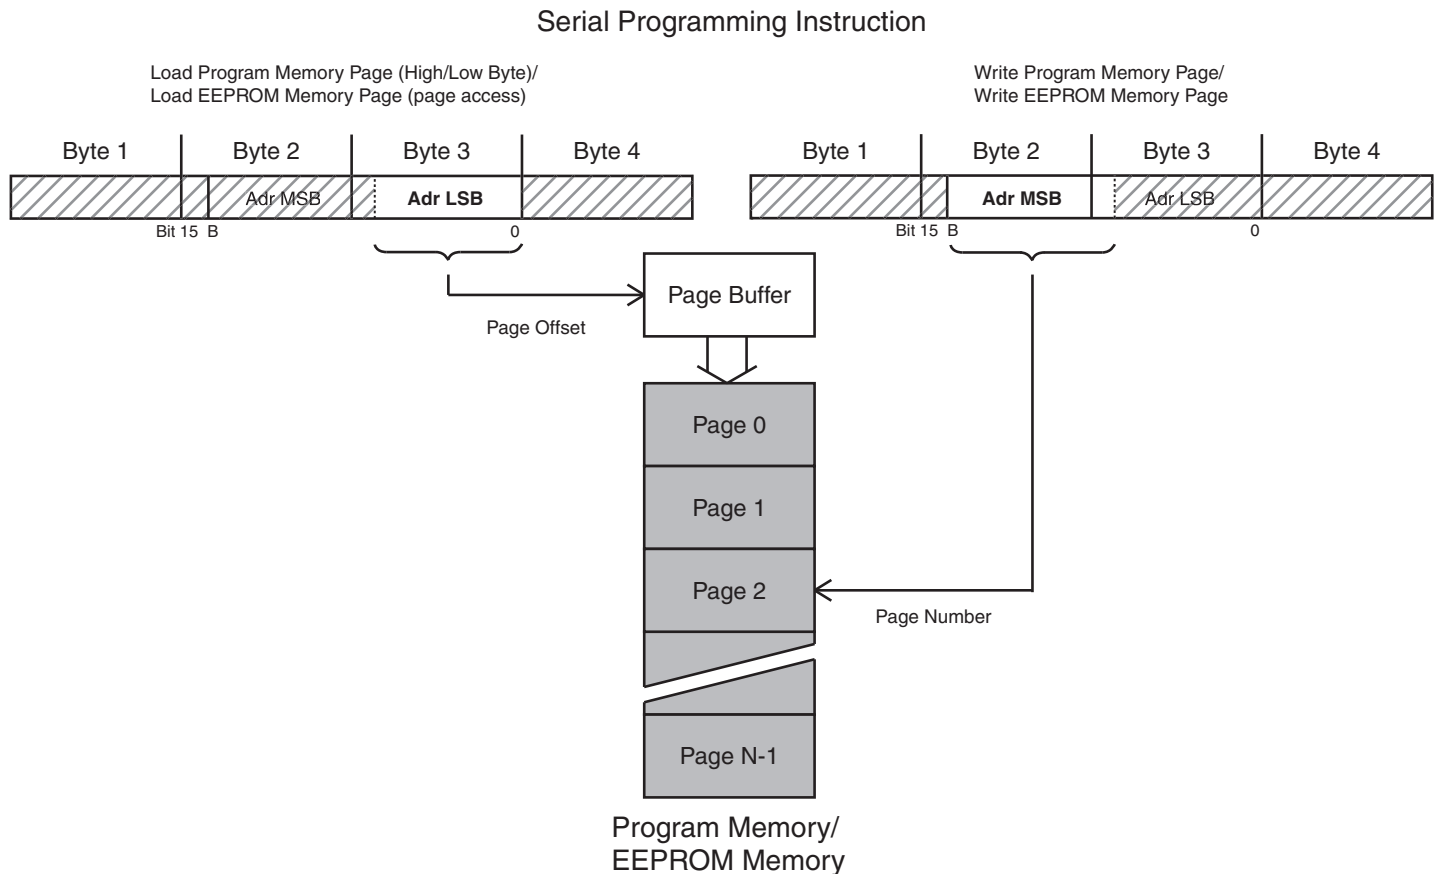 Serial Programming Instruction
Load Program Memory Page (High/Low Byte)/
Load EEPROM Memory Page (page access)
Byte 1 Byte 2 Byte 3 Byte 4
Adr MSB Adr LSB
Bit 15 B 0
Write Program Memory Page/
Write EEPROM Memory Page
Byte 1 Byte 2 Byte 3 Byte 4
Adr MSB Adr LSB
Bit 15 B 0
Page Buffer
Page Offset
Page 0
Page 1
Page 2
Page Number
Page N-1
Program Memory/
EEPROM Memory